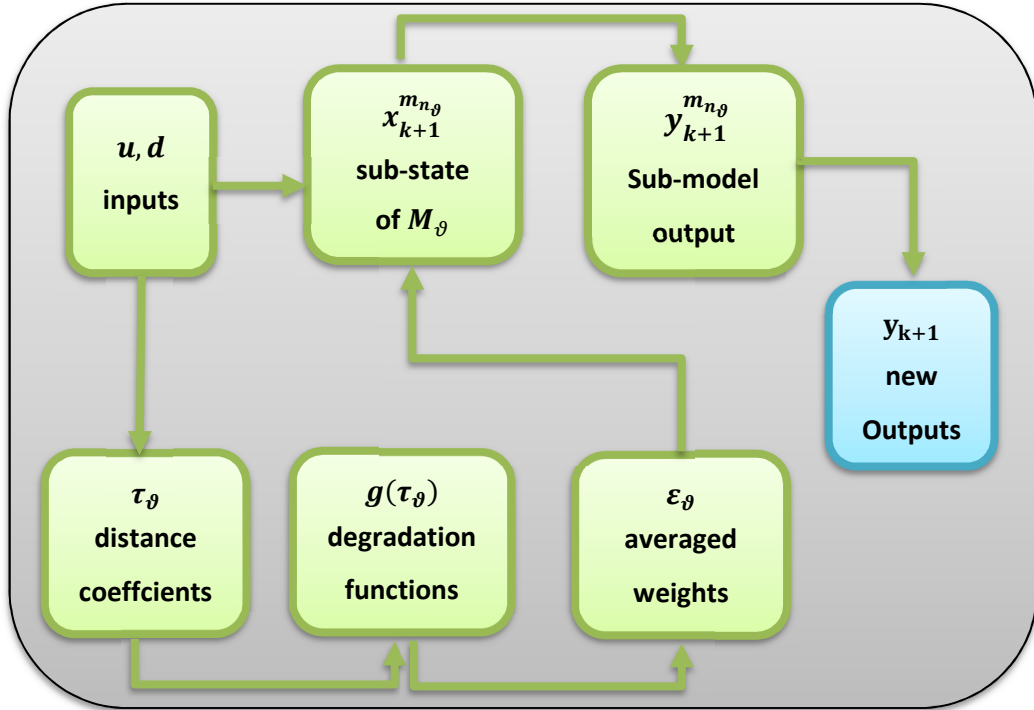 u, d
inputs
x_{k+1}^{m_{n_ϑ}}
sub-state
of M_ϑ
y_{k+1}^{m_{n_ϑ}}
Sub-model
output
y_{k+1}
new
Outputs
τ_ϑ
distance
coeffcients
g(τ_ϑ)
degradation
functions
ε_ϑ
averaged
weights